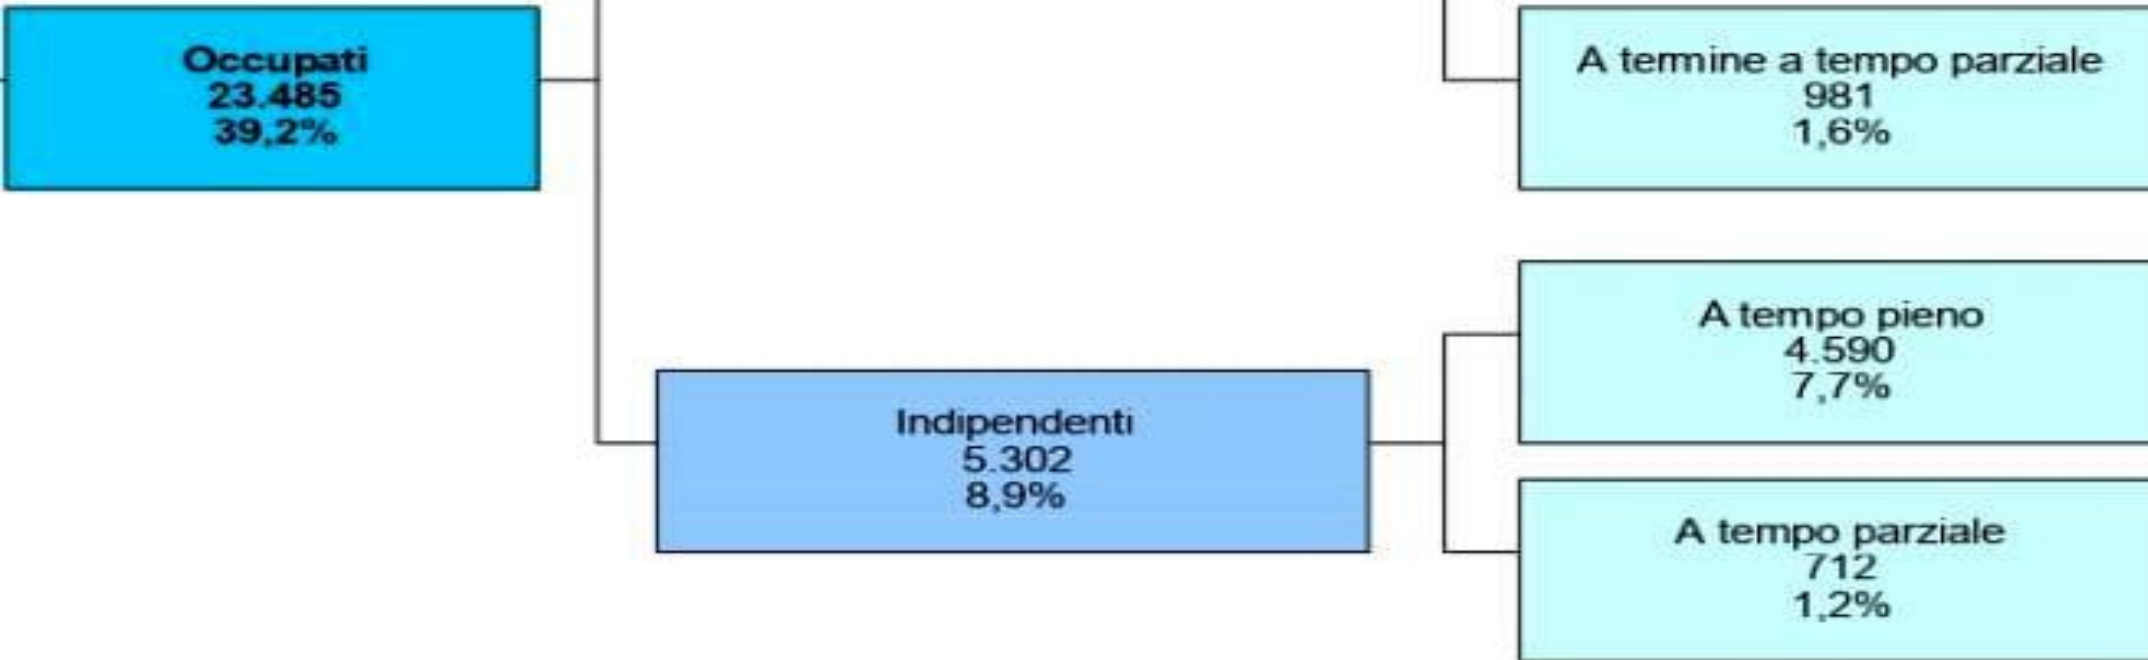 Occupati
23.485
39,2%
A termine a tempo parziale
981
1,6%
A tempo pieno
4.590
7,7%
Indipendenti
5.302
8,9%
A tempo parziale
712
1,2%